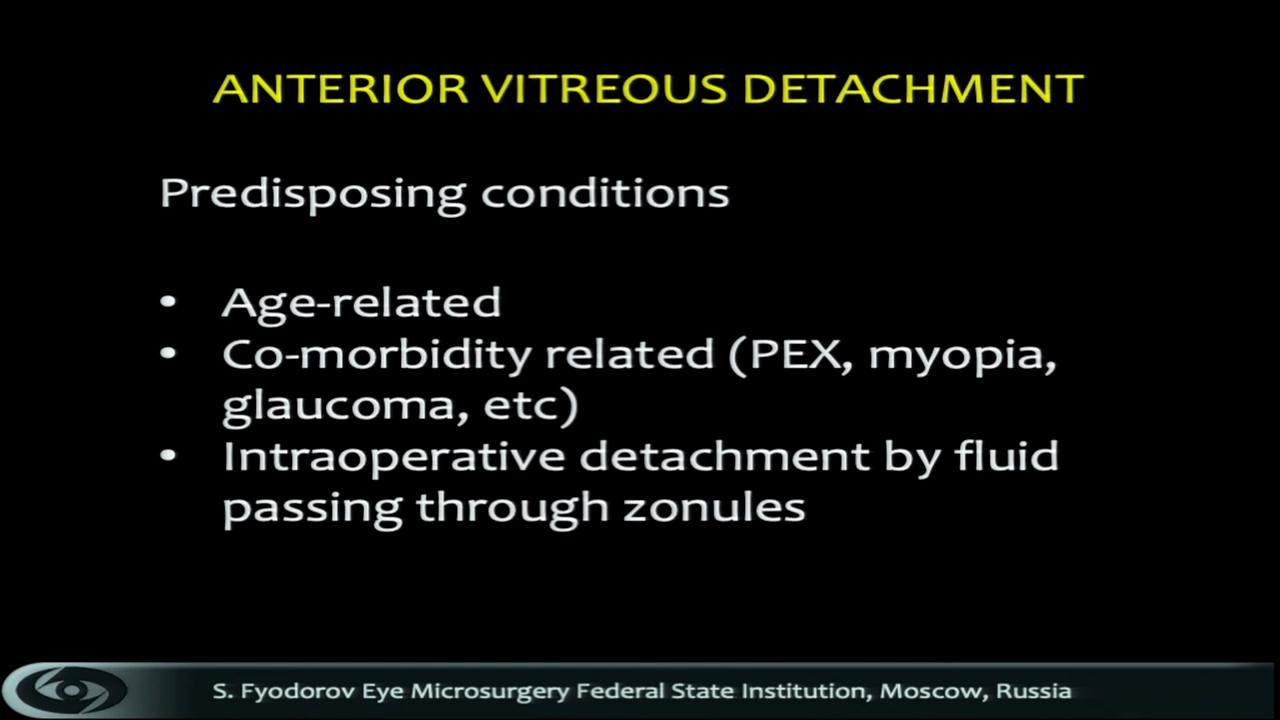 ANTERIOR VITREOUS DETACHMENT
Predisposing conditions
• Age-related
• Co-morbidity related (PEX, myopia,
glaucoma, etc)
• Intraoperative detachment by fluid
passing through zonules
S. Fyodorov Eye Microsurgery Federal State Institution, Moscow, Russia